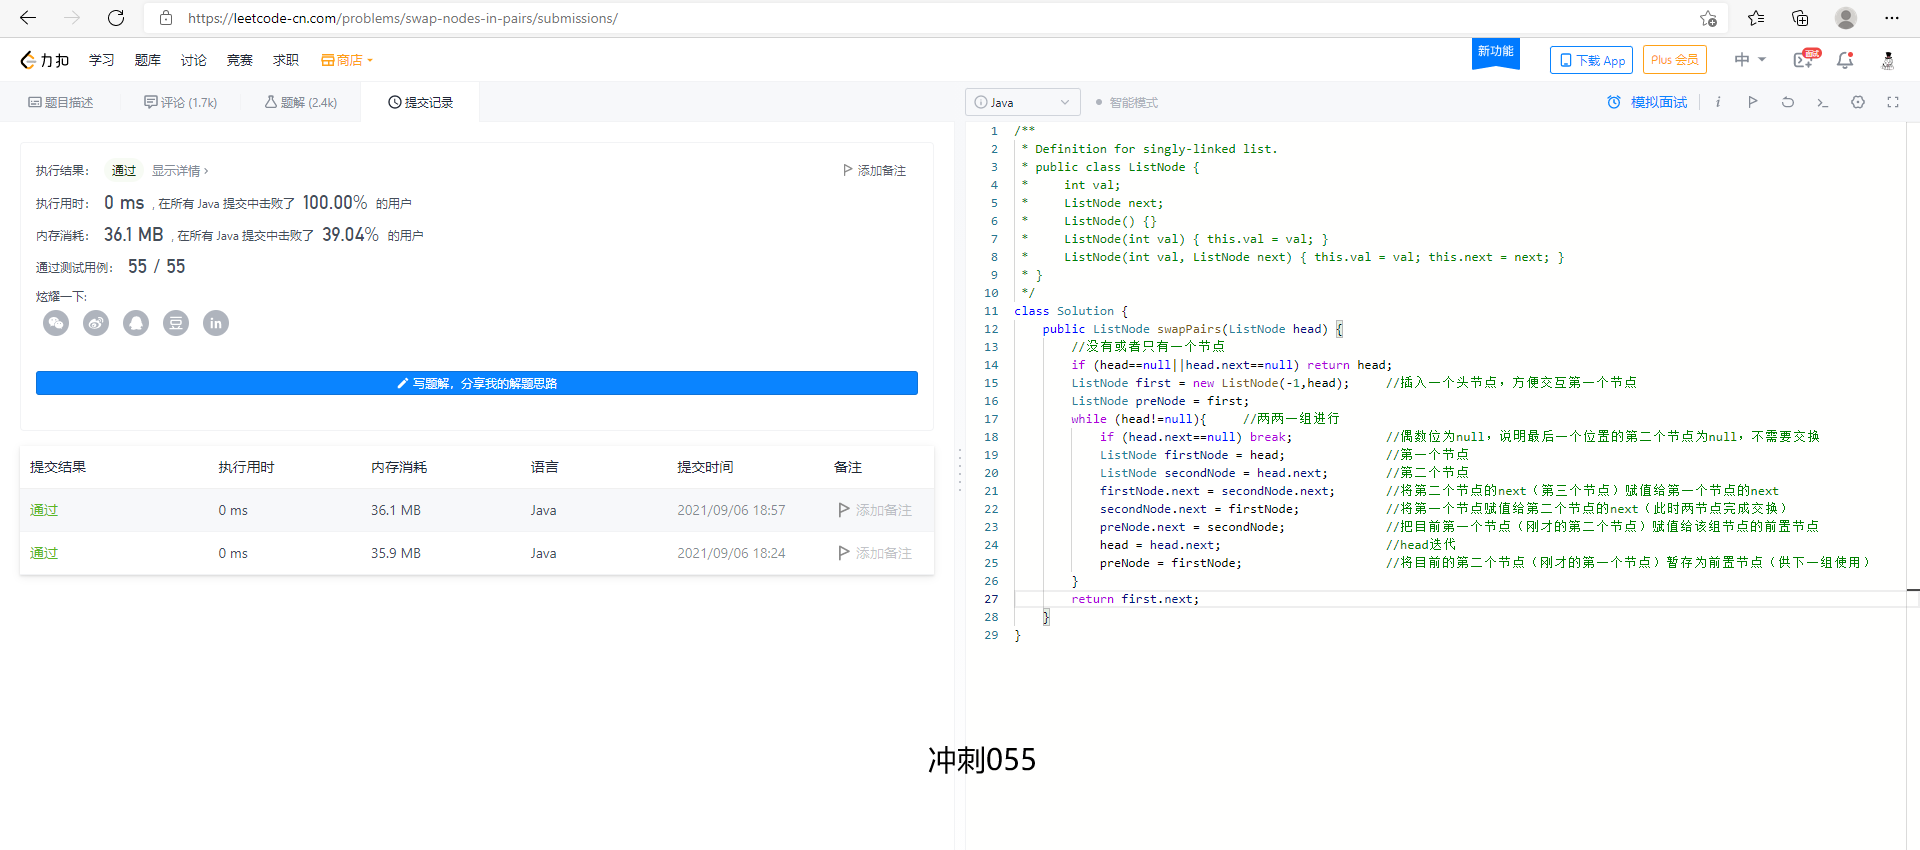 https://leetcode-cn.com/problems/swap-nodes-in-pairs/submissions/
力扣 学习 题库 讨论 竞赛 求职 商店 新功能 下载 App Plus 会员 中 面试
题目描述 评论 (1.7k) 题解 (2.4k) 提交记录
Java 智能模式 模拟面试
执行结果： 通过 显示详情 › 添加备注
执行用时： 0 ms , 在所有 Java 提交中击败了 100.00% 的用户
内存消耗： 36.1 MB , 在所有 Java 提交中击败了 39.04% 的用户
通过测试用例： 55 / 55
炫耀一下:
豆 in
写题解，分享我的解题思路
提交结果 执行用时 内存消耗 语言 提交时间 备注
通过 0 ms 36.1 MB Java 2021/09/06 18:57 添加备注
通过 0 ms 35.9 MB Java 2021/09/06 18:24 添加备注
1 /**
2 * Definition for singly-linked list.
3 * public class ListNode {
4 *     int val;
5 *     ListNode next;
6 *     ListNode() {}
7 *     ListNode(int val) { this.val = val; }
8 *     ListNode(int val, ListNode next) { this.val = val; this.next = next; }
9 * }
10 */
11 class Solution {
12     public ListNode swapPairs(ListNode head) {
13         //没有或者只有一个节点
14         if (head==null||head.next==null) return head;
15         ListNode first = new ListNode(-1,head);     //插入一个头节点，方便交互第一个节点
16         ListNode preNode = first;
17         while (head!=null){     //两两一组进行
18             if (head.next==null) break;             //偶数位为null，说明最后一个位置的第二个节点为null，不需要交换
19             ListNode firstNode = head;              //第一个节点
20             ListNode secondNode = head.next;        //第二个节点
21             firstNode.next = secondNode.next;       //将第二个节点的next（第三个节点）赋值给第一个节点的next
22             secondNode.next = firstNode;            //将第一个节点赋值给第二个节点的next（此时两节点完成交换）
23             preNode.next = secondNode;              //把目前第一个节点（刚才的第二个节点）赋值给该组节点的前置节点
24             head = head.next;                       //head迭代
25             preNode = firstNode;                    //将目前的第二个节点（刚才的第一个节点）暂存为前置节点（供下一组使用）
26         }
27         return first.next;
28     }
29 }
冲刺055